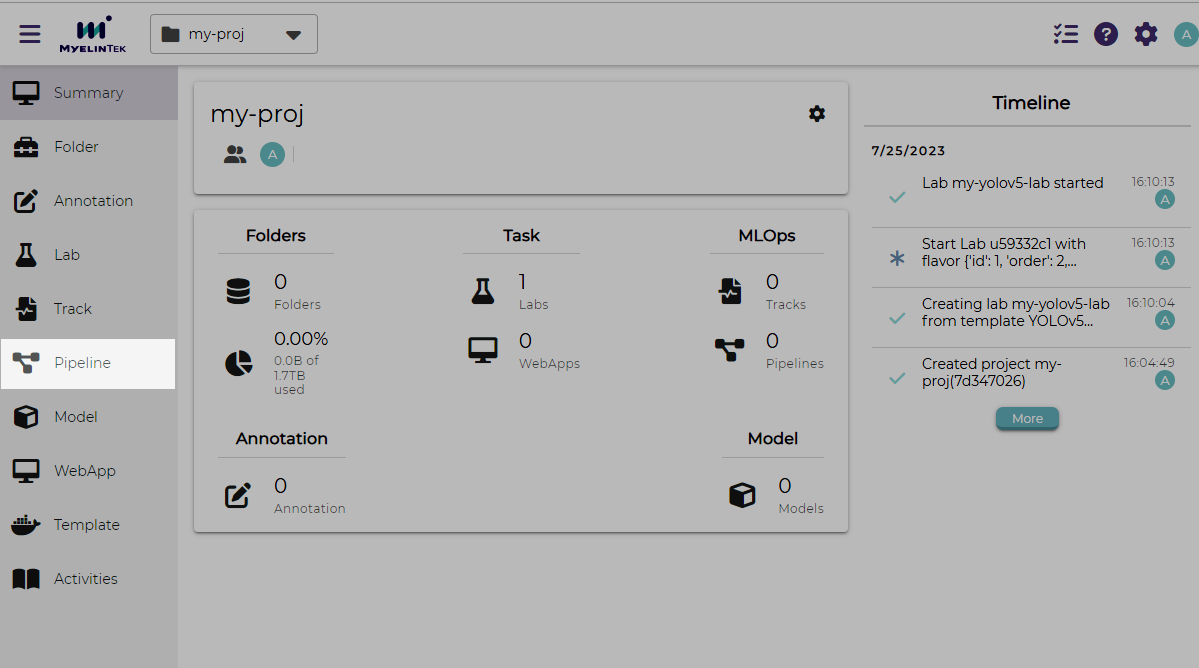 MYELINTEK
my-proj
?
A
Summary
Folder
Annotation
Lab
Track
Pipeline
Model
WebApp
Template
Activities
my-proj
A
Folders
0
Folders
0.00%
0.0B of
1.7TB
used
Task
1
Labs
0
WebApps
MLOps
0
Tracks
0
Pipelines
Annotation
0
Annotation
Model
0
Models
Timeline
7/25/2023
Lab my-yolov5-lab started
16:10:13
A
Start Lab u59332c1 with
flavor {'id': 1, 'order': 2,...
16:10:13
A
Creating lab my-yolov5-lab
from template YOLOv5...
16:10:04
A
Created project my-
proj(7d347026)
16:04:49
A
More